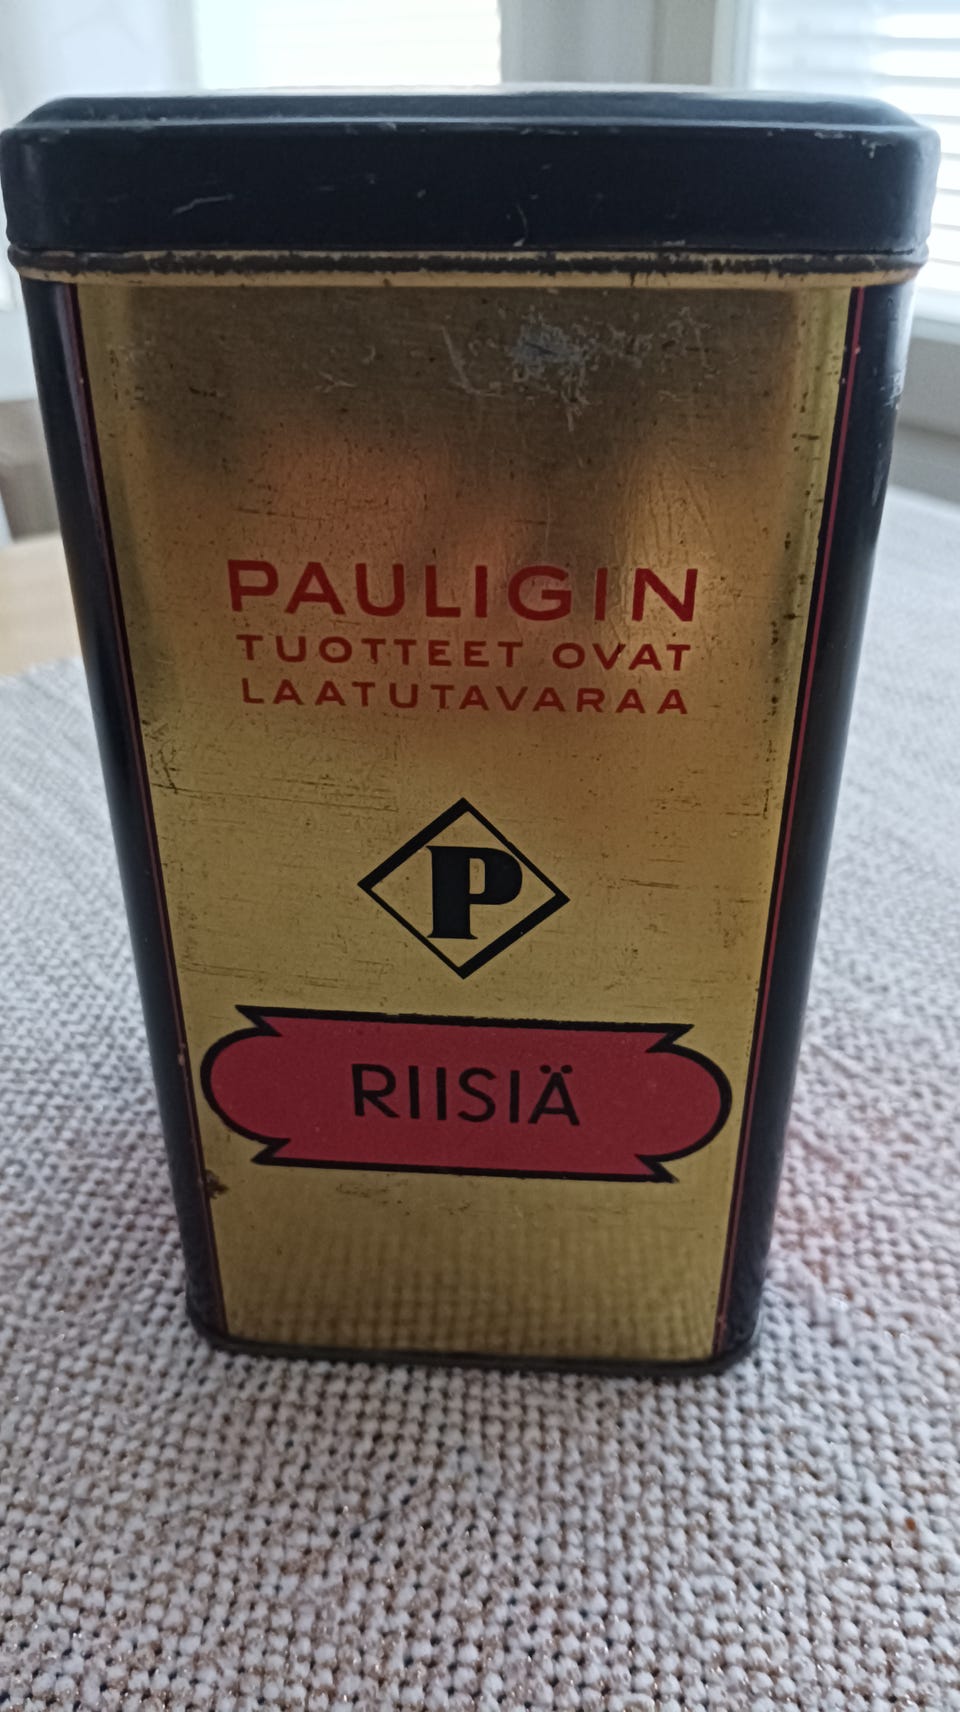 PAULIGIN
TUOTTEET OVAT
LAATUTAVARAA
P
RIISIÄ